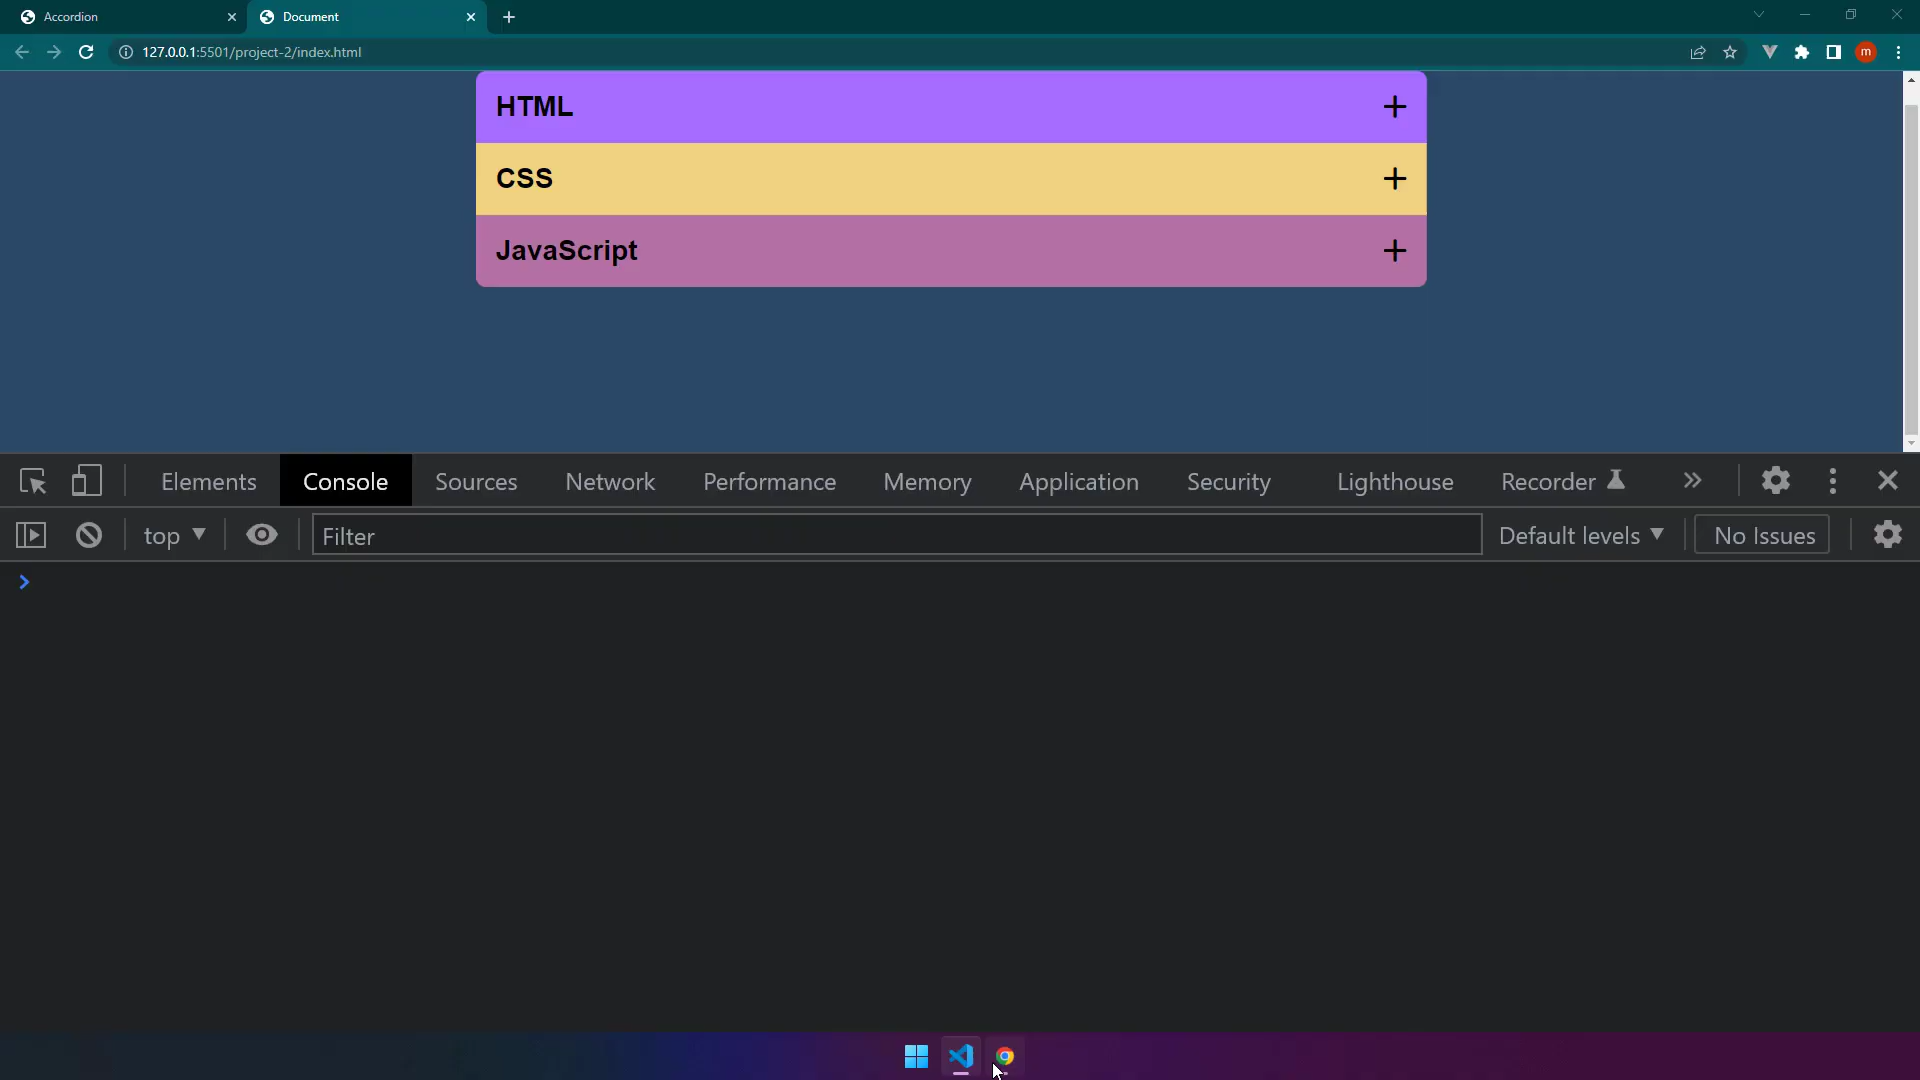 Accordion
Document
127.0.0.1:5501/project-2/index.html
m
HTML
CSS
JavaScript
Elements Console Sources Network Performance Memory Application Security Lighthouse Recorder
top Filter Default levels No Issues